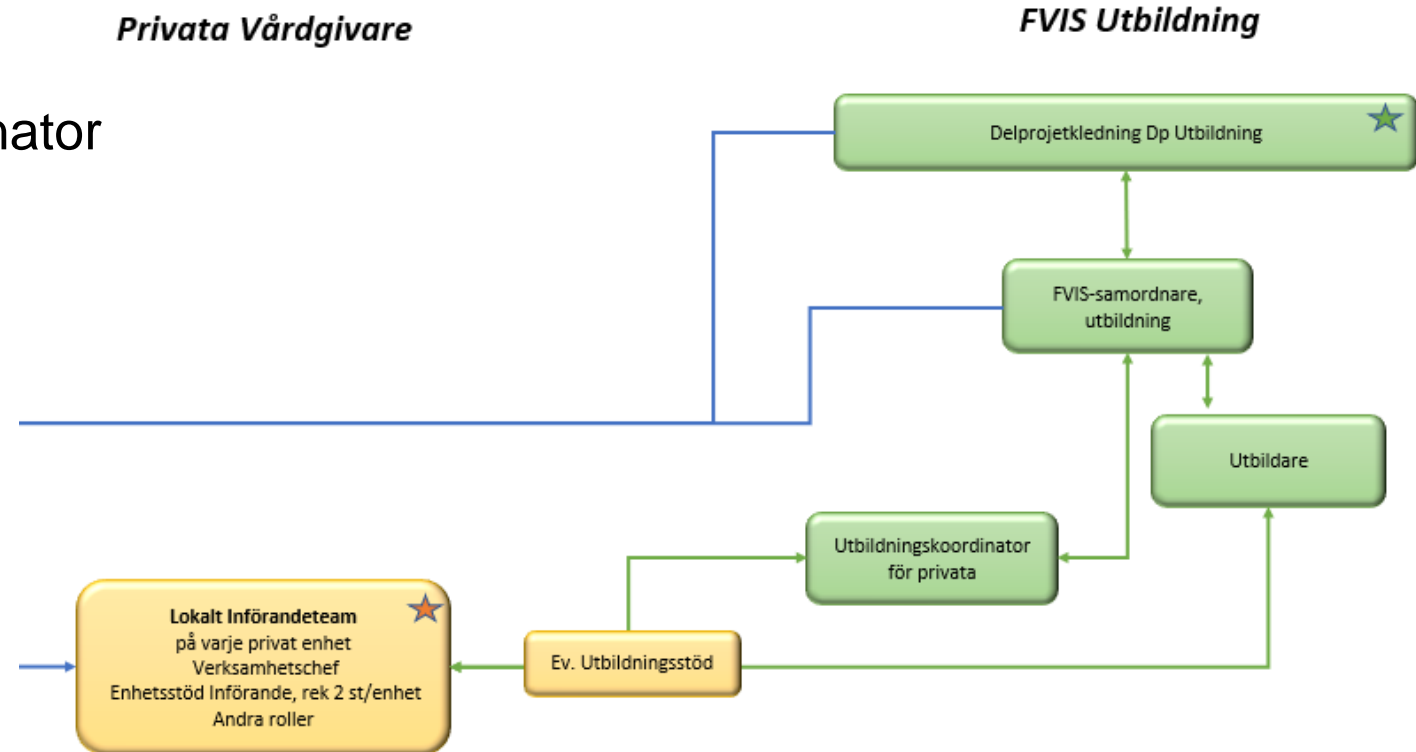 Privata Vårdgivare
FVIS Utbildning
nator
Delprojetkledning Dp Utbildning
FVIS-samordnare,
utbildning
Utbildare
Utbildningskoordinator
för privata
Lokalt Införandeteam
på varje privat enhet
Verksamhetschef
Enhetsstöd Införande, rek 2 st/enhet
Andra roller
Ev. Utbildningsstöd